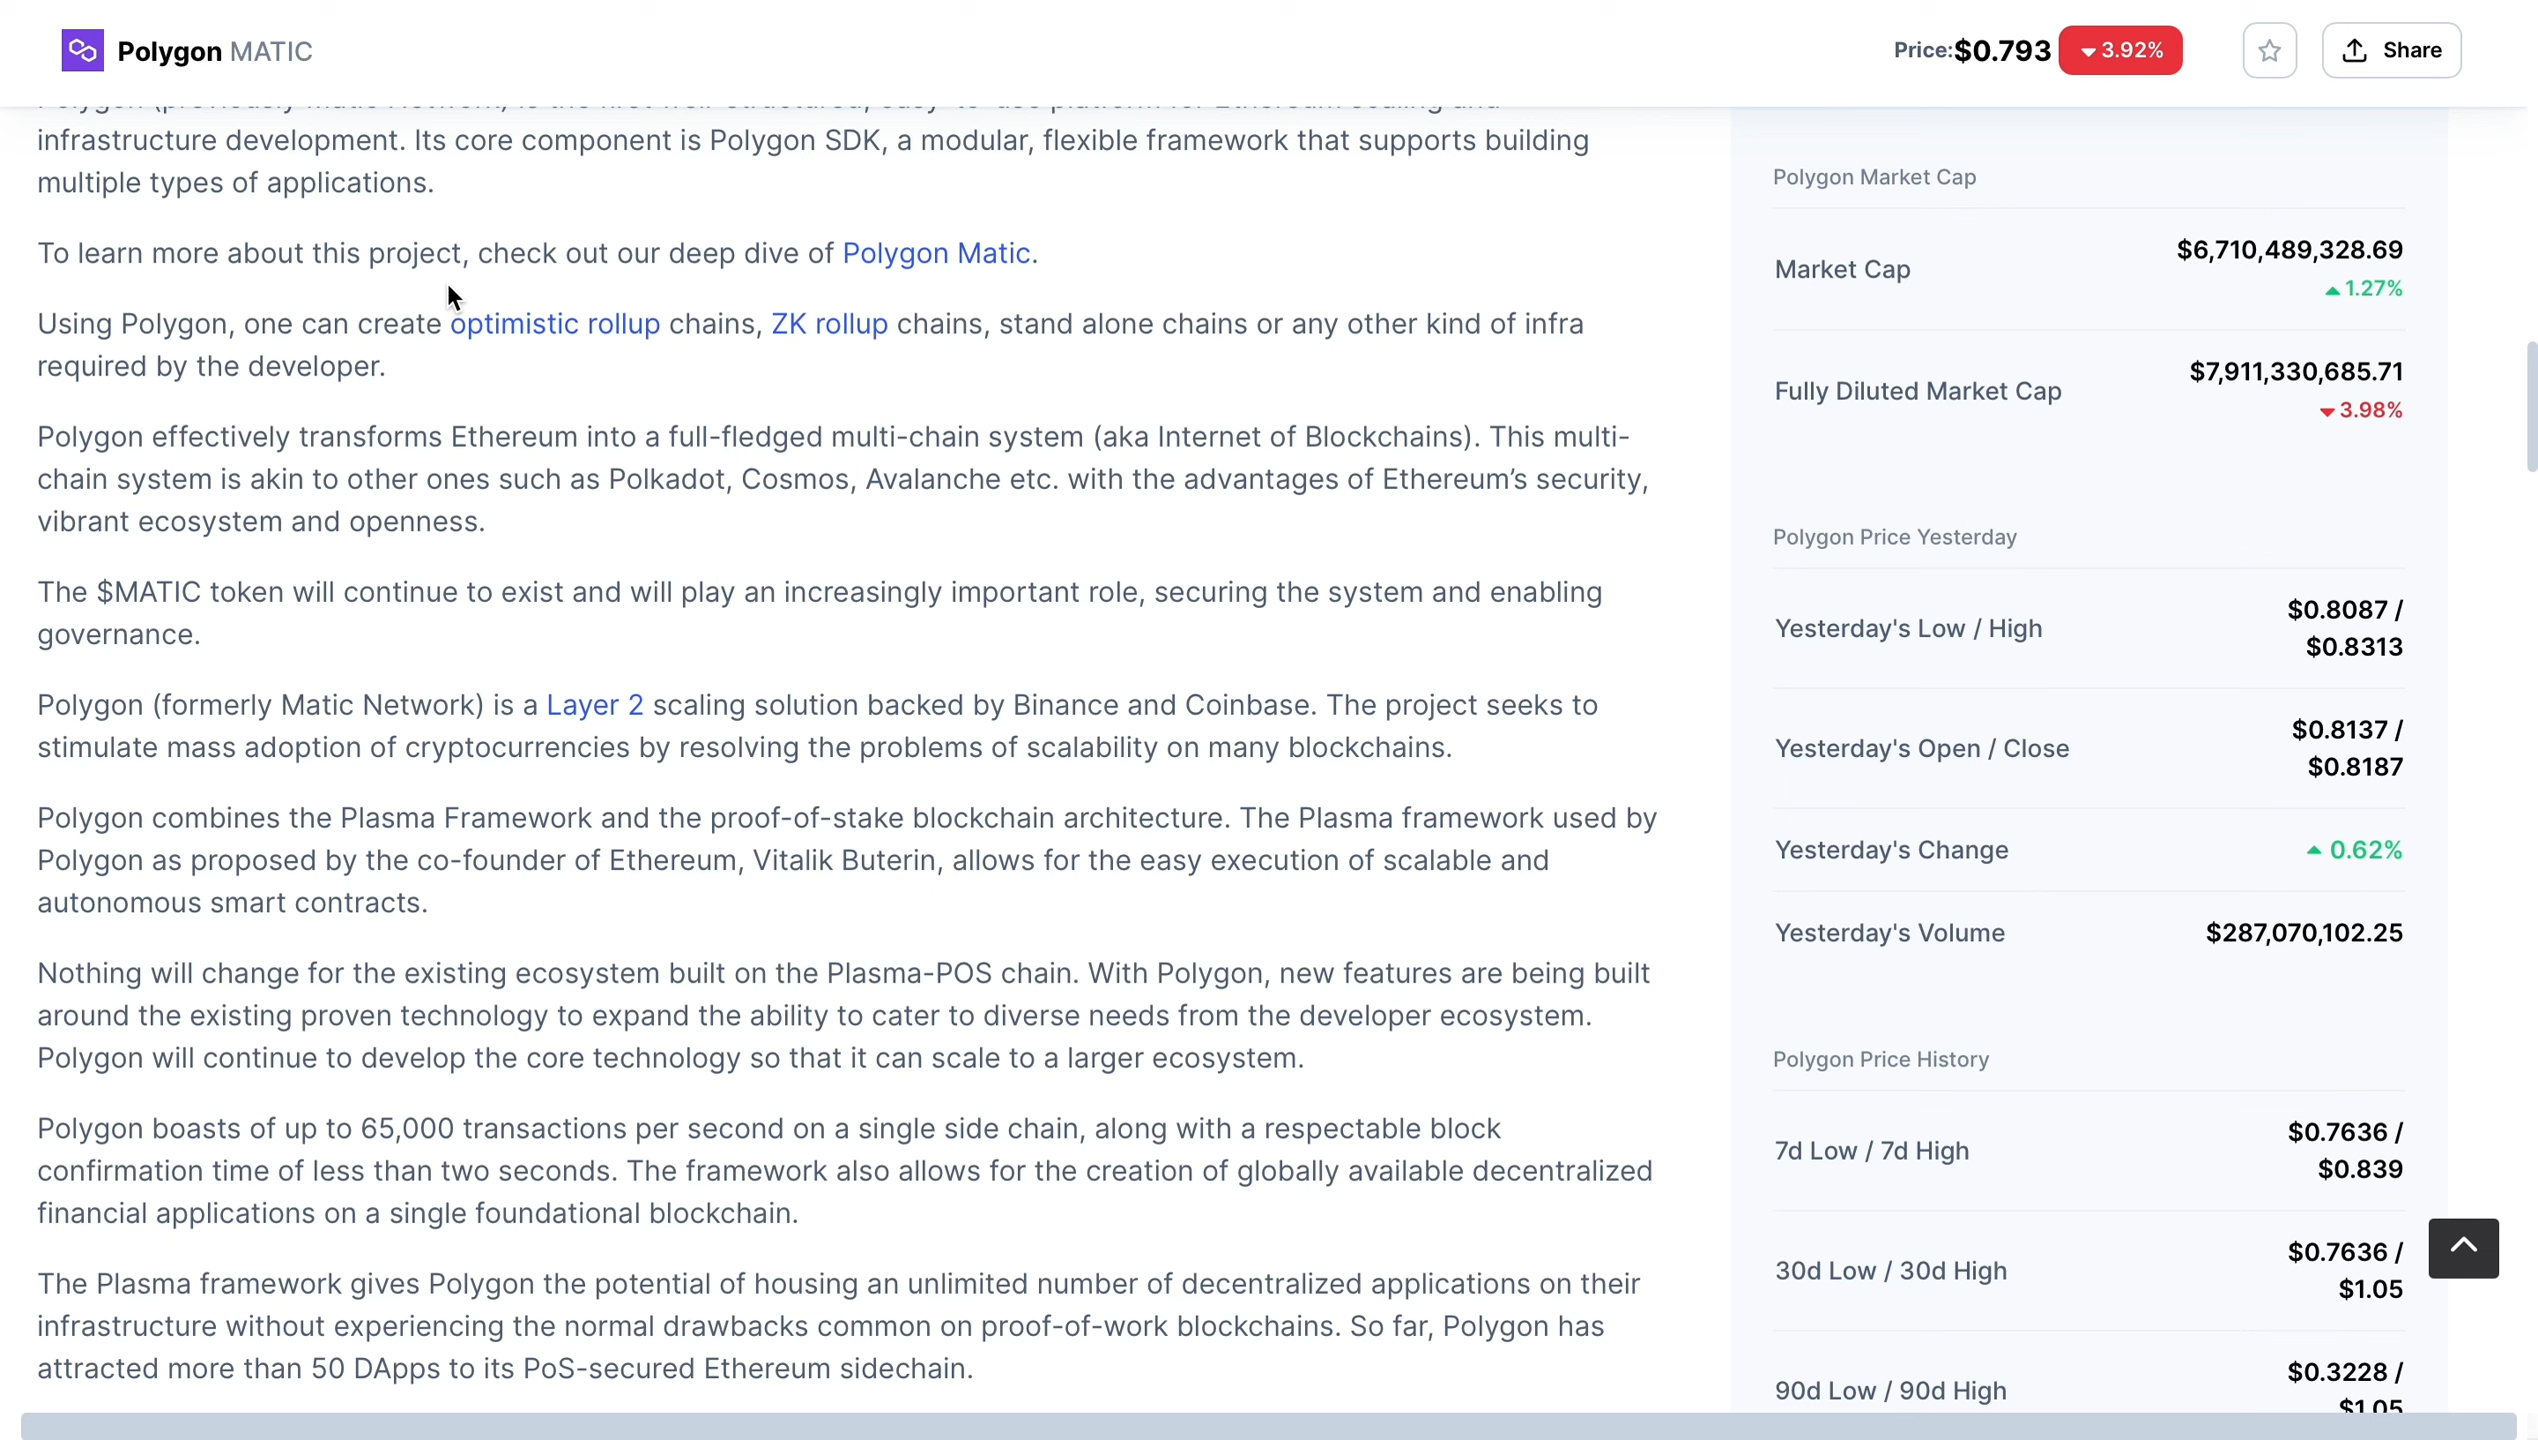 Polygon MATIC
Price:$0.793 3.92%
Share
Polygon (previously Matic Network) is the first well-structured, easy-to-use platform for Ethereum scaling and
infrastructure development. Its core component is Polygon SDK, a modular, flexible framework that supports building
multiple types of applications.
To learn more about this project, check out our deep dive of Polygon Matic.
Using Polygon, one can create optimistic rollup chains, ZK rollup chains, stand alone chains or any other kind of infra
required by the developer.
Polygon effectively transforms Ethereum into a full-fledged multi-chain system (aka Internet of Blockchains). This multi-
chain system is akin to other ones such as Polkadot, Cosmos, Avalanche etc. with the advantages of Ethereum’s security,
vibrant ecosystem and openness.
The $MATIC token will continue to exist and will play an increasingly important role, securing the system and enabling
governance.
Polygon (formerly Matic Network) is a Layer 2 scaling solution backed by Binance and Coinbase. The project seeks to
stimulate mass adoption of cryptocurrencies by resolving the problems of scalability on many blockchains.
Polygon combines the Plasma Framework and the proof-of-stake blockchain architecture. The Plasma framework used by
Polygon as proposed by the co-founder of Ethereum, Vitalik Buterin, allows for the easy execution of scalable and
autonomous smart contracts.
Nothing will change for the existing ecosystem built on the Plasma-POS chain. With Polygon, new features are being built
around the existing proven technology to expand the ability to cater to diverse needs from the developer ecosystem.
Polygon will continue to develop the core technology so that it can scale to a larger ecosystem.
Polygon boasts of up to 65,000 transactions per second on a single side chain, along with a respectable block
confirmation time of less than two seconds. The framework also allows for the creation of globally available decentralized
financial applications on a single foundational blockchain.
The Plasma framework gives Polygon the potential of housing an unlimited number of decentralized applications on their
infrastructure without experiencing the normal drawbacks common on proof-of-work blockchains. So far, Polygon has
attracted more than 50 DApps to its PoS-secured Ethereum sidechain.
Polygon Market Cap
Market Cap
$6,710,489,328.69
1.27%
Fully Diluted Market Cap
$7,911,330,685.71
3.98%
Polygon Price Yesterday
Yesterday's Low / High
$0.8087 /
$0.8313
Yesterday's Open / Close
$0.8137 /
$0.8187
Yesterday's Change
0.62%
Yesterday's Volume
$287,070,102.25
Polygon Price History
7d Low / 7d High
$0.7636 /
$0.839
30d Low / 30d High
$0.7636 /
$1.05
90d Low / 90d High
$0.3228 /
$1.05